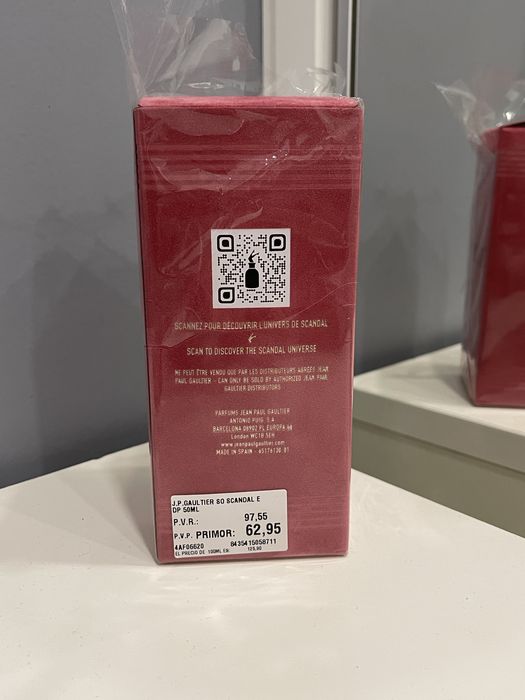 SCANNEZ POUR DÉCOUVRIR L'UNIVERS DE SCANDAL
&
SCAN TO DISCOVER THE SCANDAL UNIVERSE
NE PEUT ÊTRE VENDU QUE PAR LES DISTRIBUTEURS AGRÉÉS JEAN
PAUL GAULTIER - CAN ONLY BE SOLD BY AUTHORIZED JEAN PAUL
GAULTIER DISTRIBUTORS
PARFUMS JEAN PAUL GAULTIER
ANTONIO PUIG, S.A.
BARCELONA 08902 PL EUROPA
London WC1B 5EH
www.jeanpaulgaultier.com
MADE IN SPAIN - 65176130 01
J.P.GAULTIER SO SCANDAL E
DP 50ML
P.V.R.: 97,55
P.V.P. PRIMOR: 62,95
4AF06620 8435415058711
EL PRECIO DE 100ML ES: 125,90